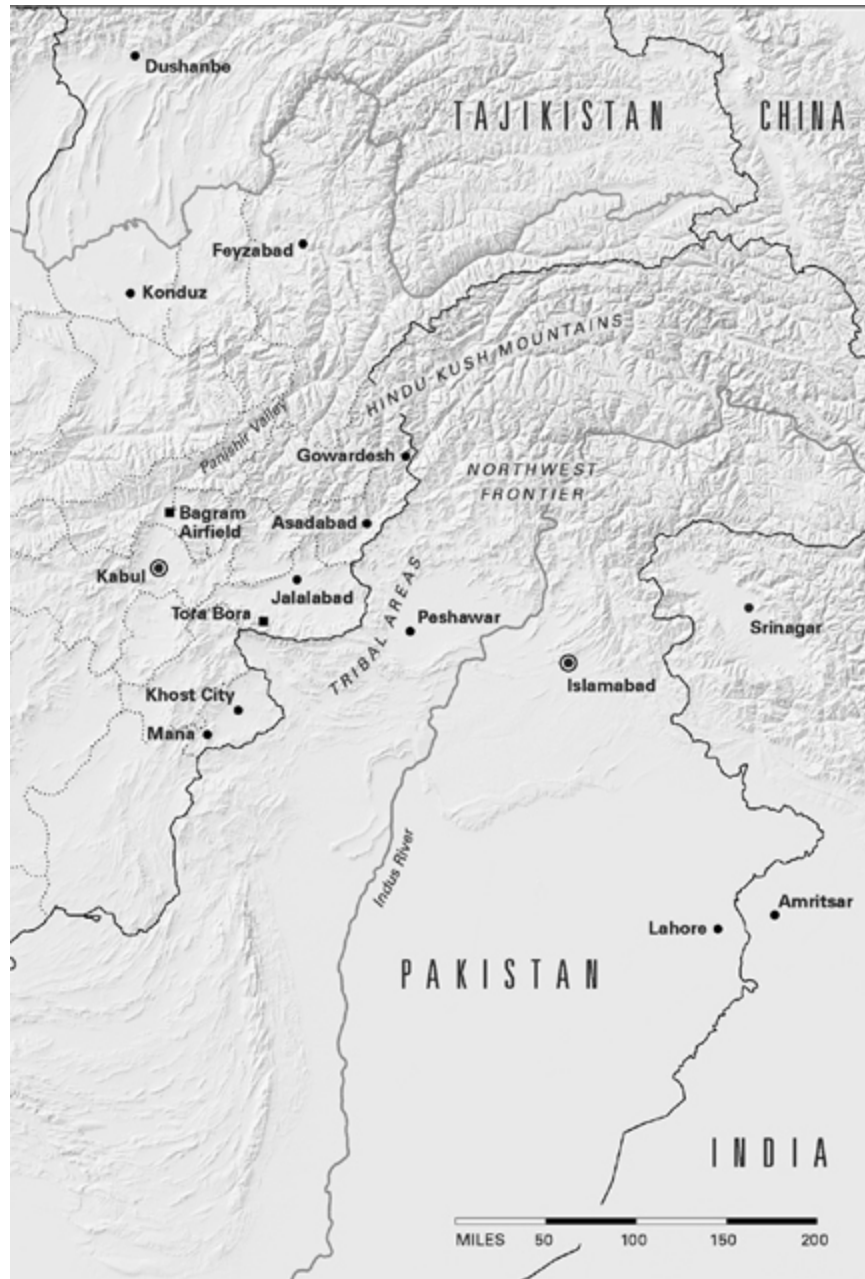 Dushanbe
TAJIKISTAN
CHINA
Feyzabad
Konduz
HINDU KUSH MOUNTAINS
Panjshir Valley
Gowardesh
NORTHWEST
FRONTIER
Bagram
Airfield
Asadabad
Kabul
Jalalabad
TRIBAL AREAS
Tora Bora
Peshawar
Srinagar
Islamabad
Khost City
Mana
Indus River
Amritsar
Lahore
PAKISTAN
INDIA
MILES 50 100 150 200